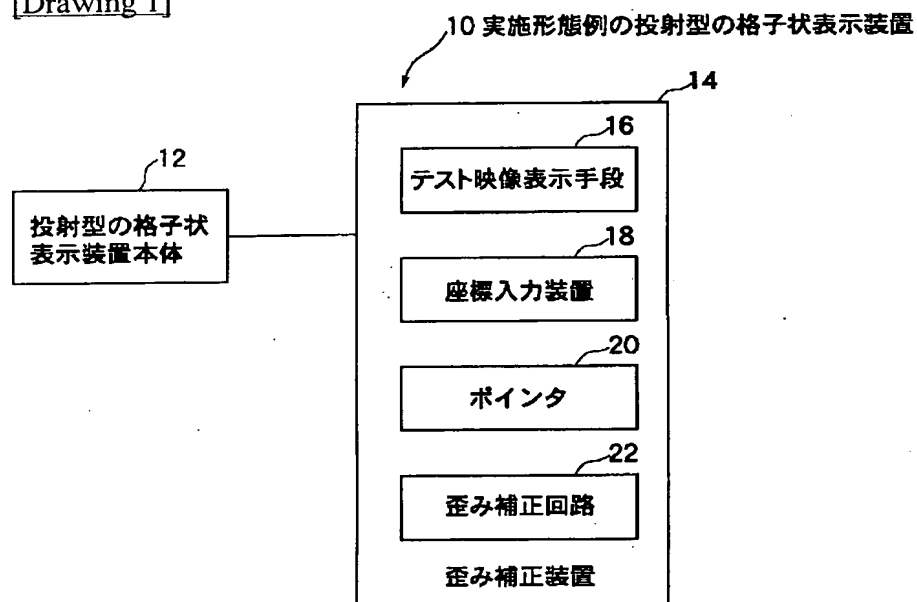 [Drawing 1]
10 実施形態例の投射型の格子状表示装置
14
16
テスト映像表示手段
12
投射型の格子状
表示装置本体
18
座標入力装置
20
ポインタ
22
歪み補正回路
歪み補正装置